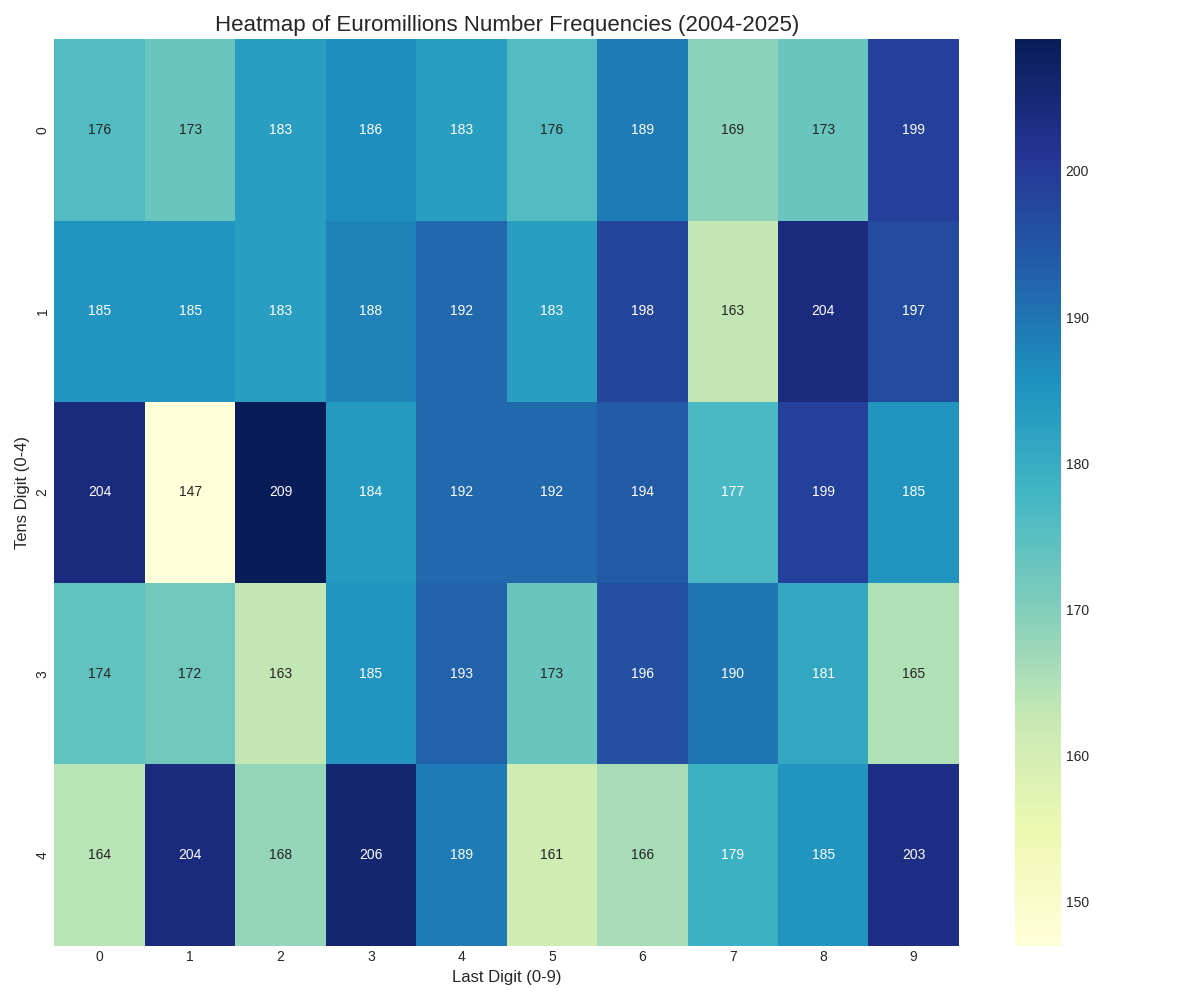 Heatmap of Euromillions Number Frequencies (2004-2025)
Tens Digit (0-4)
0 176 173 183 186 183 176 189 169 173 199
1 185 185 183 188 192 183 198 163 204 197
2 204 147 209 184 192 192 194 177 199 185
3 174 172 163 185 193 173 196 190 181 165
4 164 204 168 206 189 161 166 179 185 203
0 1 2 3 4 5 6 7 8 9
Last Digit (0-9)
200
190
180
170
160
150